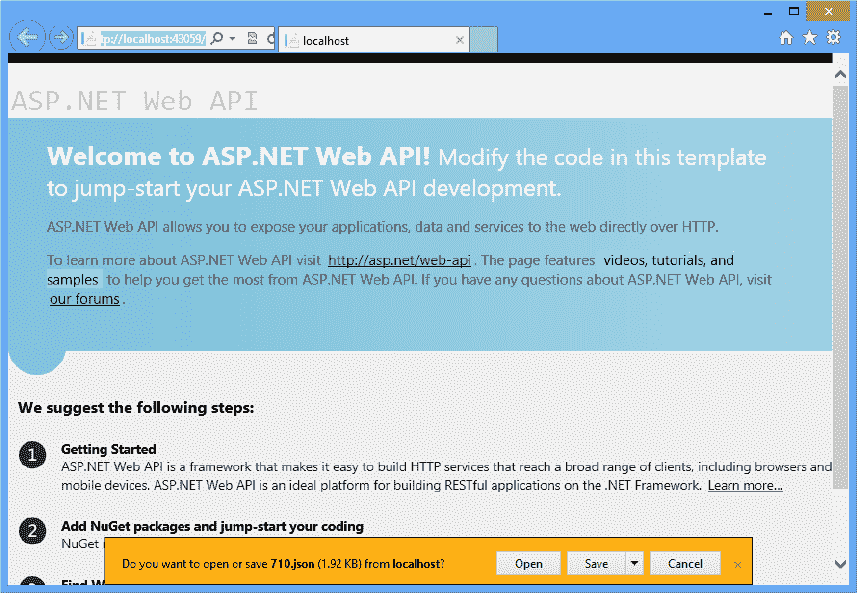 tp://localhost:43059/
localhost
ASP.NET Web API
Welcome to ASP.NET Web API! Modify the code in this template
to jump-start your ASP.NET Web API development.
ASP.NET Web API allows you to expose your applications, data and services to the web directly over HTTP.
To learn more about ASP.NET Web API visit http://asp.net/web-api . The page features videos, tutorials, and
samples to help you get the most from ASP.NET Web API. If you have any questions about ASP.NET Web API, visit
our forums .
We suggest the following steps:
1 Getting Started
ASP.NET Web API is a framework that makes it easy to build HTTP services that reach a broad range of clients, including browsers and
mobile devices. ASP.NET Web API is an ideal platform for building RESTful applications on the .NET Framework. Learn more...
2 Add NuGet packages and jump-start your coding
NuGet
Do you want to open or save 710.json (1.92 KB) from localhost? Open Save Cancel
Find W